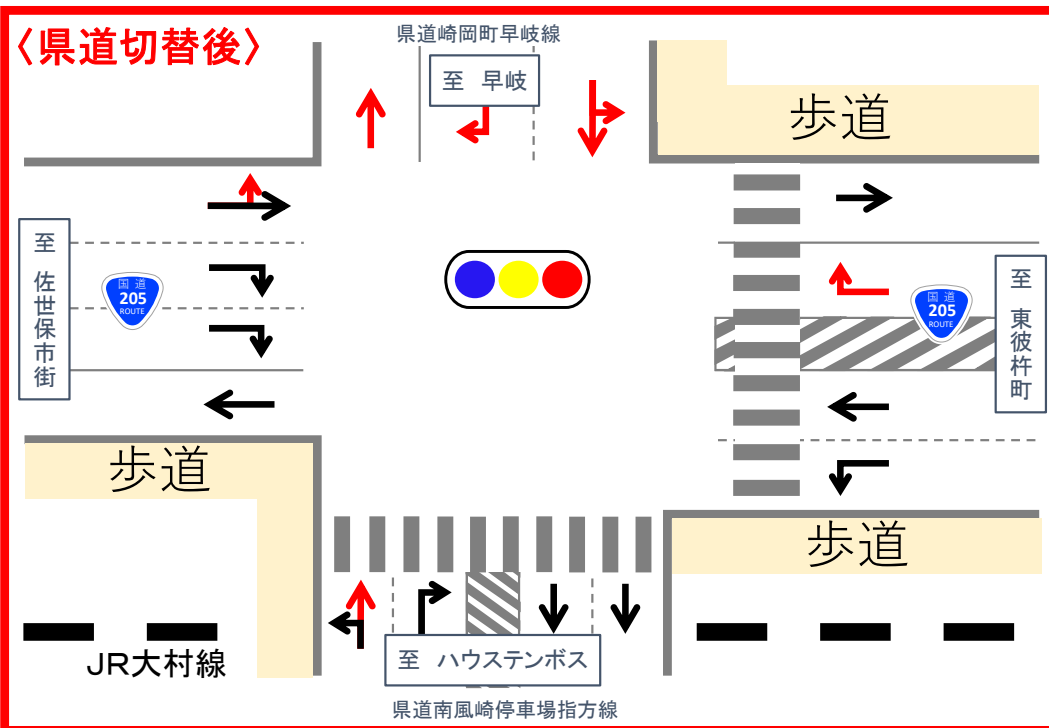 〈県道切替後〉
県道崎岡町早岐線
至 早岐
歩道
至 佐世保市街
国道
205
ROUTE
国道
205
ROUTE
至 東彼杵町
歩道
歩道
JR大村線
至 ハウステンボス
県道南風崎停車場指方線